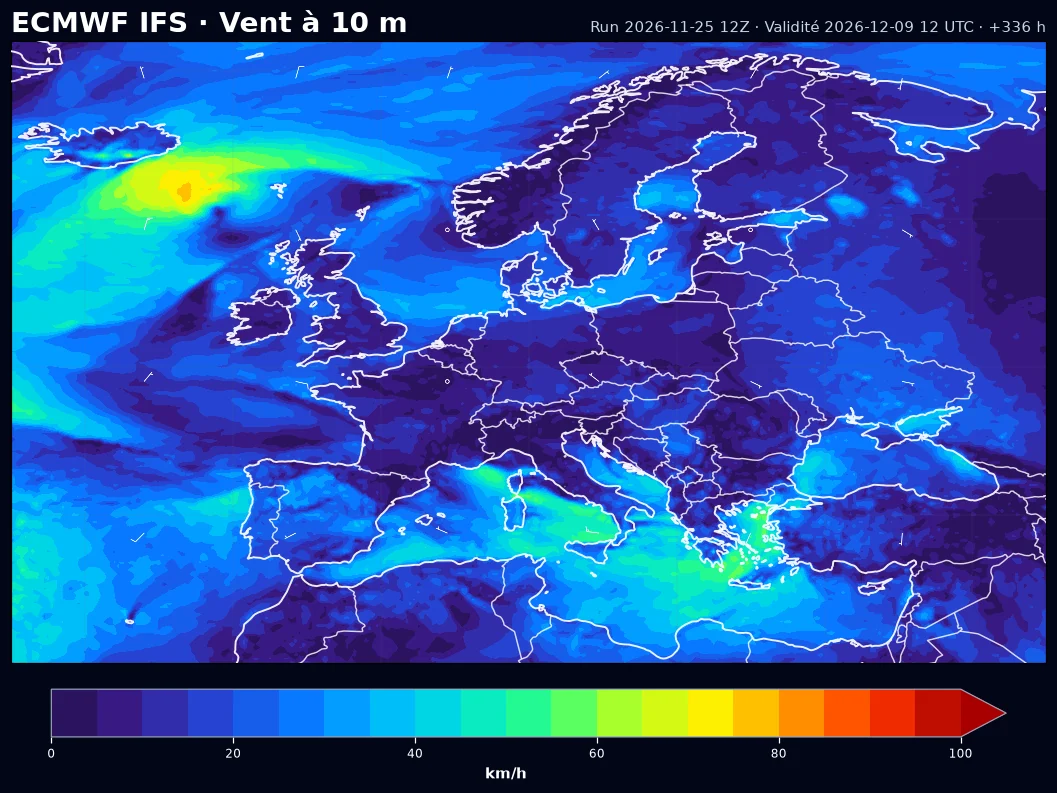 ECMWF IFS · Vent à 10 m
Run 2026-11-25 12Z · Validité 2026-12-09 12 UTC · +336 h
0 20 40 60 80 100
km/h